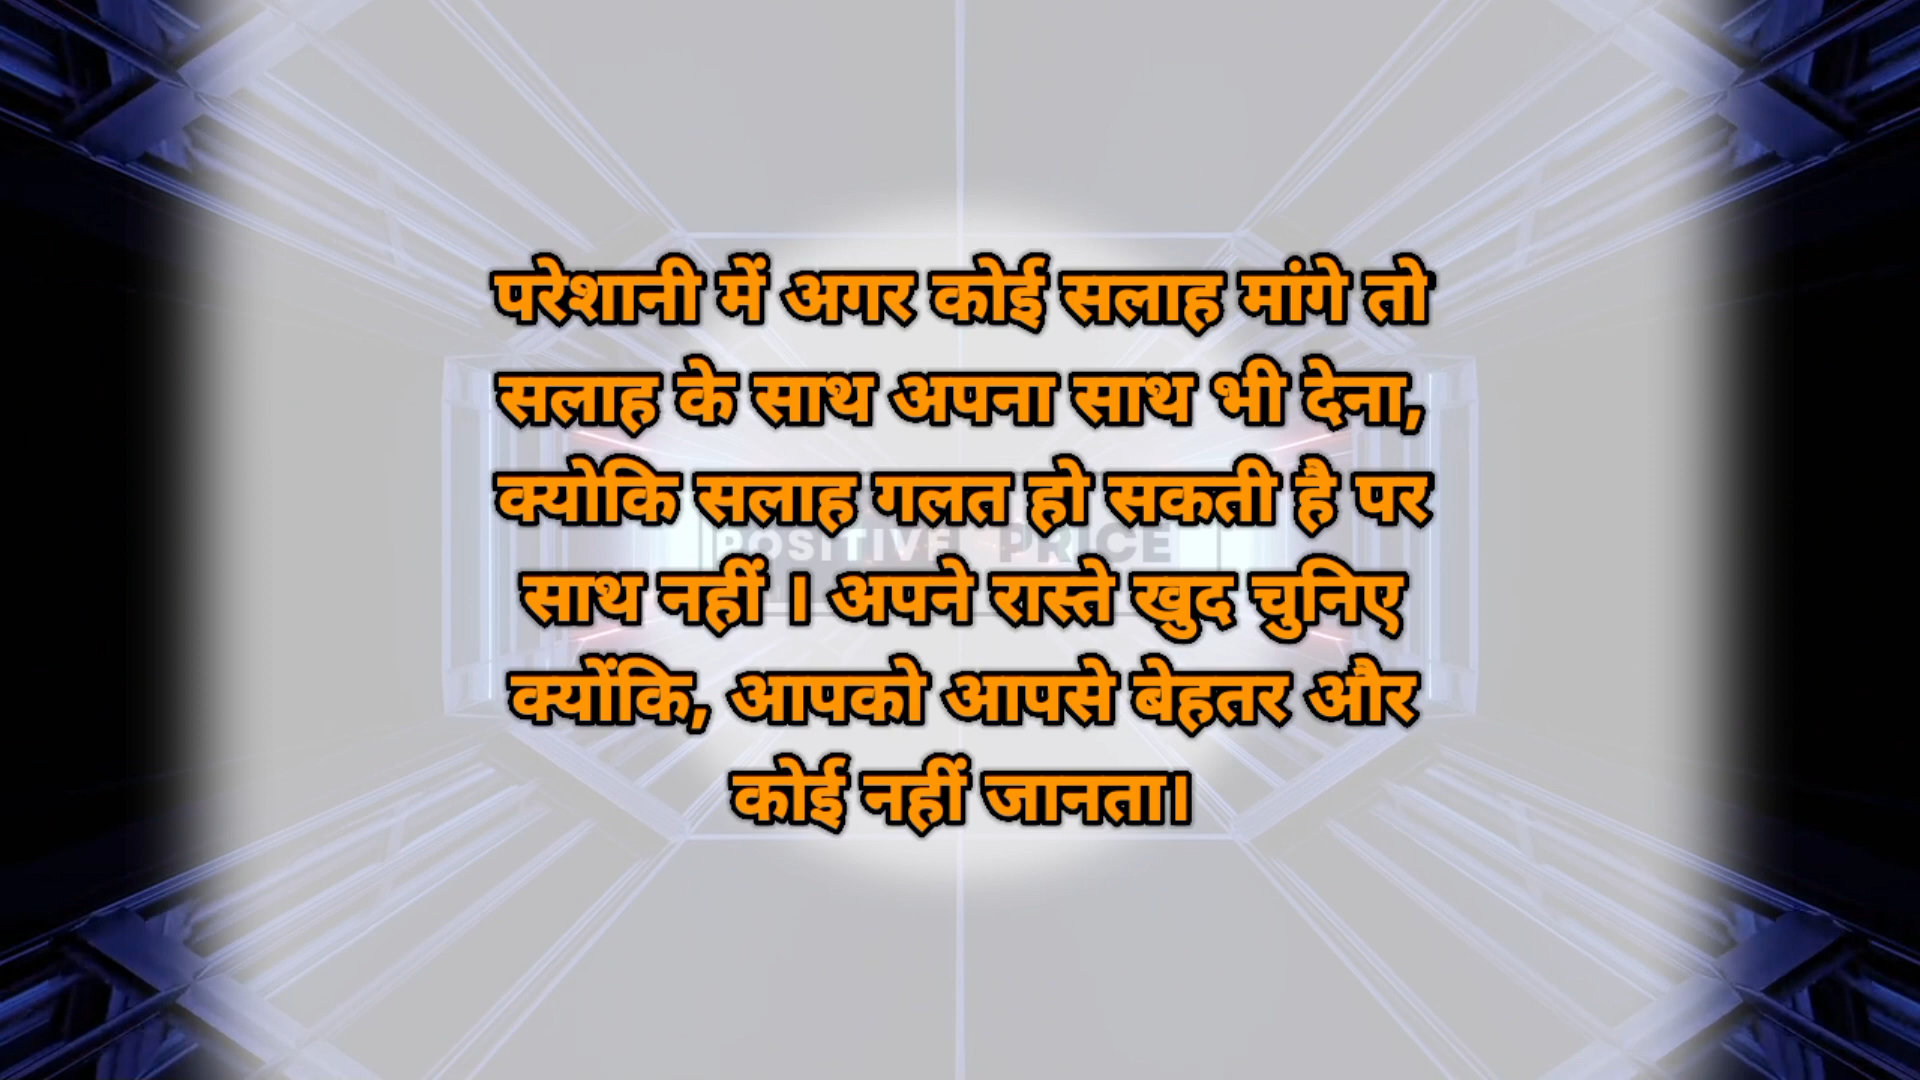 परेशानी में अगर कोई सलाह मांगे तो
सलाह के साथ अपना साथ भी देना,
क्योकि सलाह गलत हो सकती है पर
POSITIVE PRICE
साथ नहीं । अपने रास्ते खुद चुनिए
क्योंकि, आपको आपसे बेहतर और
कोई नहीं जानता।